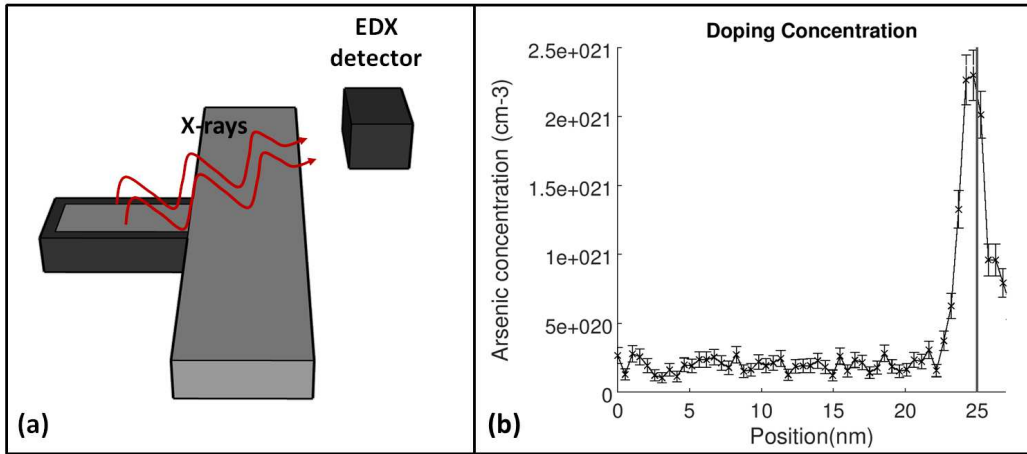 EDX
detector
X-rays
(a)
Doping Concentration
Arsenic concentration (cm-3)
2.5e+021
2e+021
1.5e+021
1e+021
5e+020
0
0 5 10 15 20 25
Position(nm)
(b)